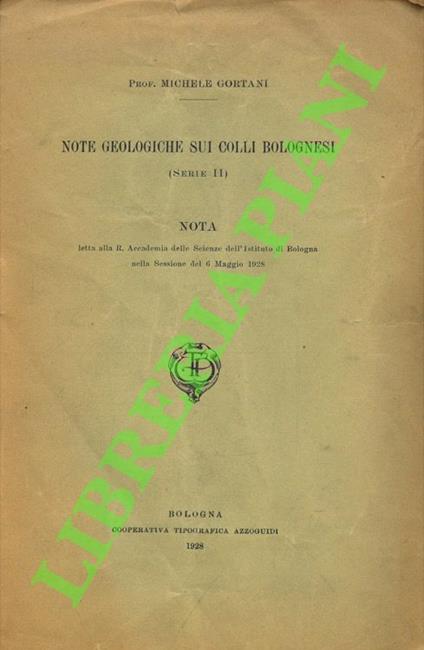 PROF. MICHELE GORTANI
NOTE GEOLOGICHE SUI COLLI BOLOGNESI
(SERIE II)
NOTA
letta alla R. Accademia delle Scienze dell'Istituto di Bologna
nella Sessione del 6 Maggio 1928
BOLOGNA
COOPERATIVA TIPOGRAFICA AZZOGUIDI
1928
LIBRERIA PIANI